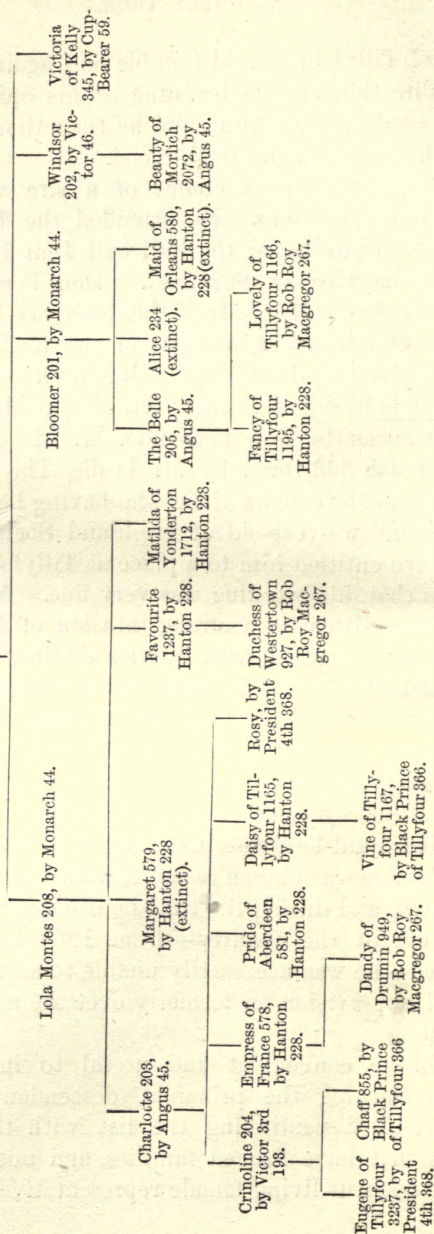 Lola Montes 208, by Monarch 44.
Bloomer 201, by Monarch 44.
Windsor
202, by Vic-
tor 46.
Victoria
of Kelly
345, by Cup-
Bearer 59.
Charlotte 203,
by Angus 45.
Margaret 579,
by Hanton 228
(extinct).
Favourite
1237, by
Hanton 228.
Matilda of
Yonderton
1712, by
Hanton 228.
The Belle
205, by
Angus 45.
Alice 234
(extinct).
Maid of
Orleans 580,
by Hanton
228 (extinct).
Beauty of
Morlich
2072, by
Angus 45.
Crinoline 204,
by Victor 3rd
193.
Empress of
France 578,
by Hanton
228.
Pride of
Aberdeen
581, by
Hanton 228.
Daisy of Til-
lyfour 1165,
by Hanton
228.
Rosy, by
President
4th 368.
Duchess of
Westertown
927, by Rob
Roy Mac-
gregor 267.
Fancy of
Tillyfour
1195, by
Hanton 228.
Lovely of
Tillyfour 1166,
by Rob Roy
Macgregor 267.
Eugene of
Tillyfour
3237, by
President
4th 368.
Chaff 855, by
Black Prince
of Tillyfour 366
Dandy of
Drumin 949,
by Rob Roy
Macgregor 267.
Vine of Tilly-
four 1167,
by Black Prince
of Tillyfour 366.